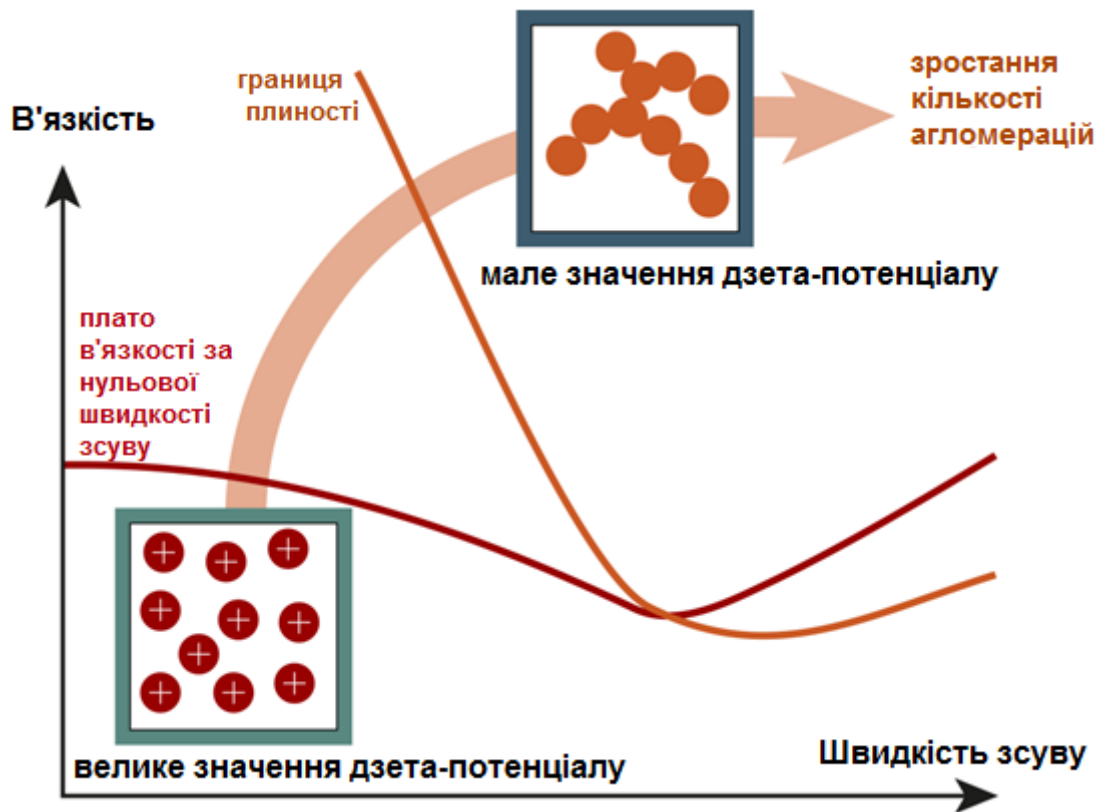 границя
плиності
зростання
кількості
агломерацій
В'язкість
мале значення дзета-потенціалу
плато
в'язкості за
нульової
швидкості
зсуву
велике значення дзета-потенціалу
Швидкість зсуву